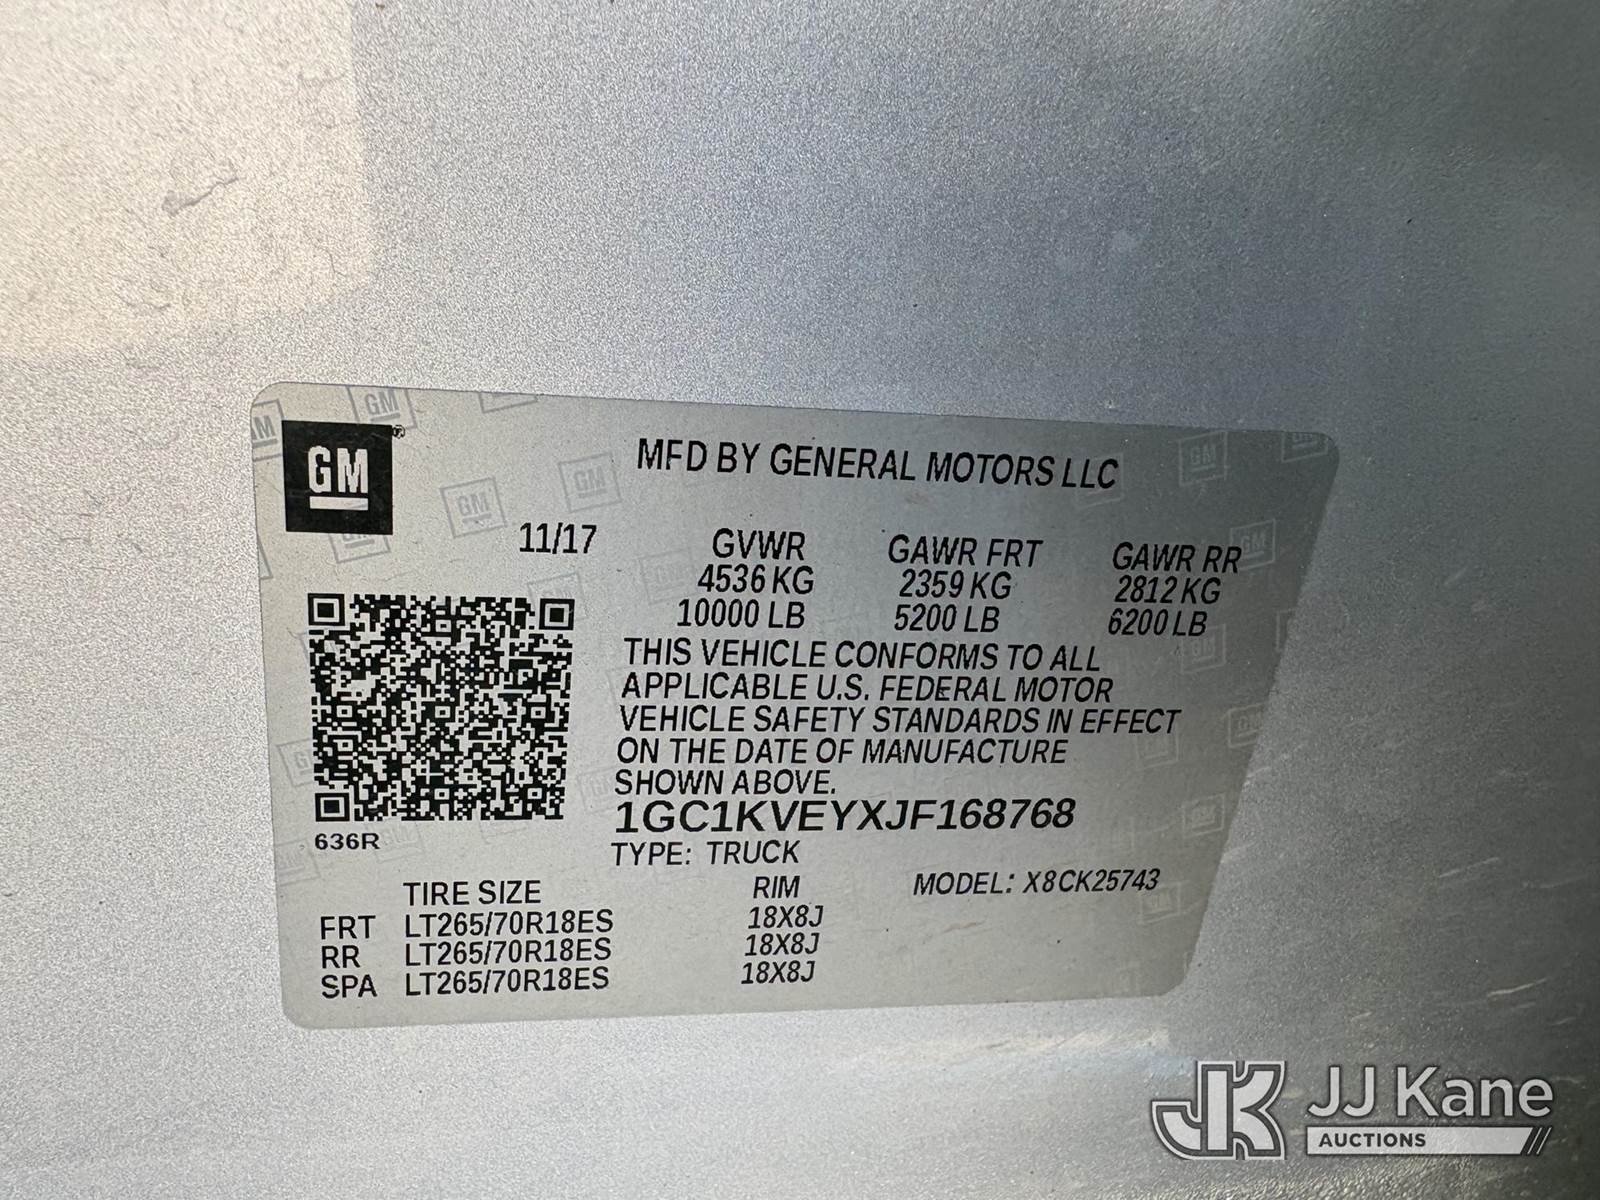 GM
MFD BY GENERAL MOTORS LLC
11/17 GVWR GAWR FRT GAWR RR
4536 KG 2359 KG 2812 KG
10000 LB 5200 LB 6200 LB
THIS VEHICLE CONFORMS TO ALL
APPLICABLE U.S. FEDERAL MOTOR
VEHICLE SAFETY STANDARDS IN EFFECT
ON THE DATE OF MANUFACTURE
SHOWN ABOVE.
1GC1KVEYXJF168768
636R
TYPE: TRUCK
TIRE SIZE RIM MODEL: X8CK25743
FRT LT265/70R18ES 18X8J
RR LT265/70R18ES 18X8J
SPA LT265/70R18ES 18X8J
JK JJ Kane
AUCTIONS